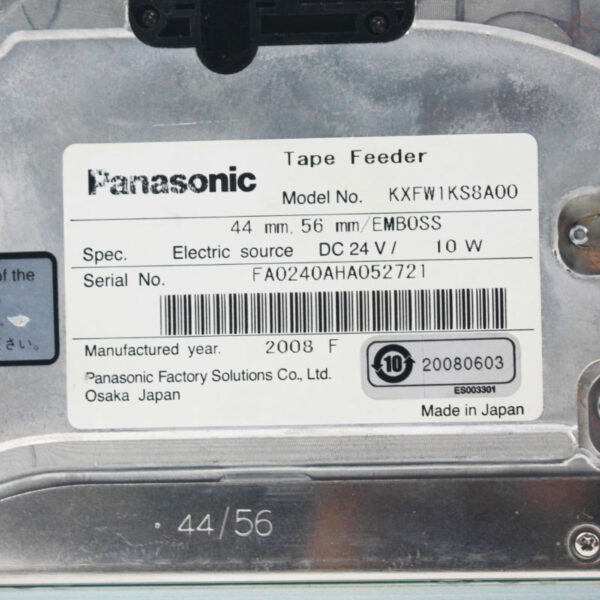 Panasonic
Tape Feeder
Model No. KXFW1KS8A00
44 mm, 56 mm/EMBOSS
Spec. Electric source DC 24 V / 10 W
Serial No. FA0240AHA052721
Manufactured year. 2008 F
10 20080603
Panasonic Factory Solutions Co., Ltd.
Osaka Japan
ES003301
Made in Japan
of the
さい。
44/56